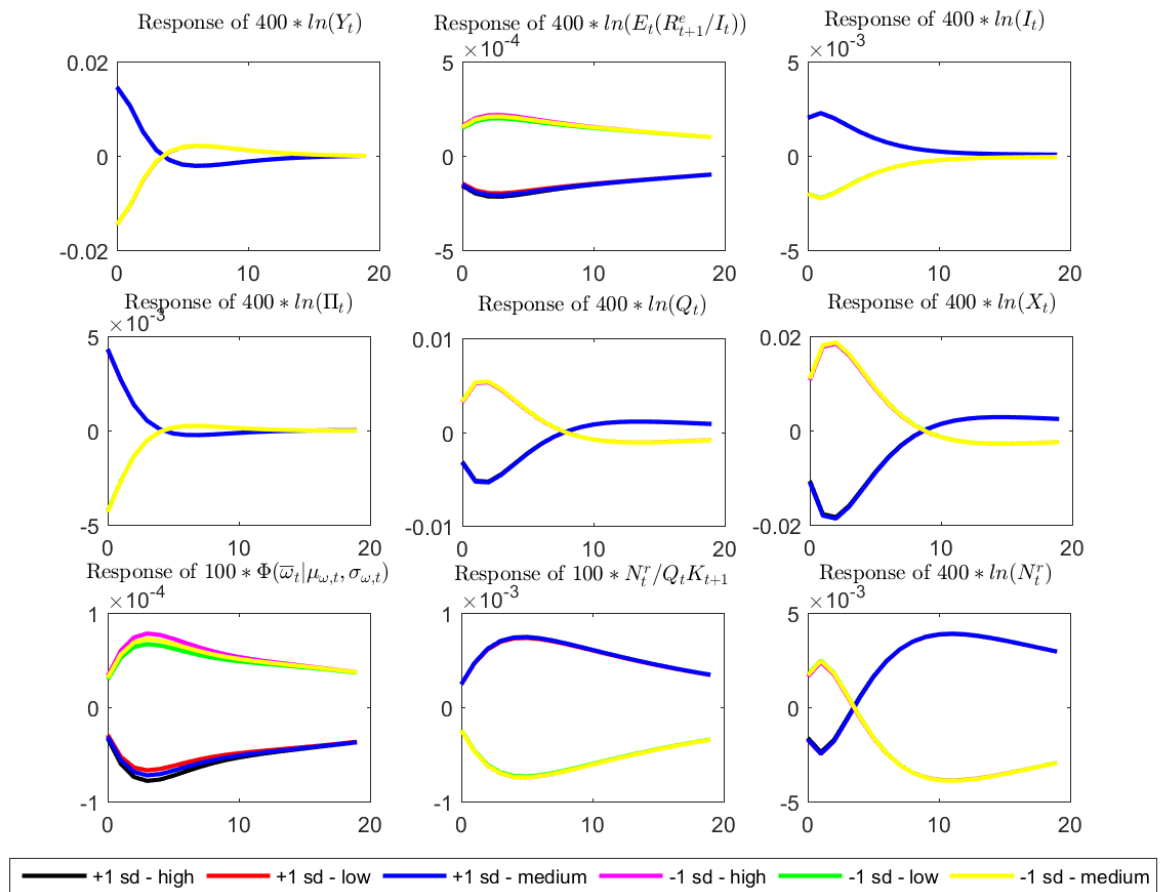 Response of 400 ∗ ln(Y_t)
Response of 400 ∗ ln(E_t(R^e_{t+1}/I_t))
Response of 400 ∗ ln(I_t)
0.02
0
-0.02
0 10 20
×10^{-4}
5
0
-5
0 10 20
×10^{-3}
5
0
-5
0 10 20
Response of 400 ∗ ln(Π_t)
Response of 400 ∗ ln(Q_t)
Response of 400 ∗ ln(X_t)
×10^{-3}
5
0
-5
0 10 20
0.01
0
-0.01
0 10 20
0.02
0
-0.02
0 10 20
Response of 100 ∗ Φ(ω̅_t|μ_{ω,t}, σ_{ω,t})
Response of 100 ∗ N^r_t/Q_tK_{t+1}
Response of 400 ∗ ln(N^r_t)
×10^{-4}
1
0
-1
0 10 20
×10^{-3}
1
0
-1
0 10 20
×10^{-3}
5
0
-5
0 10 20
+1 sd - high +1 sd - low +1 sd - medium -1 sd - high -1 sd - low -1 sd - medium